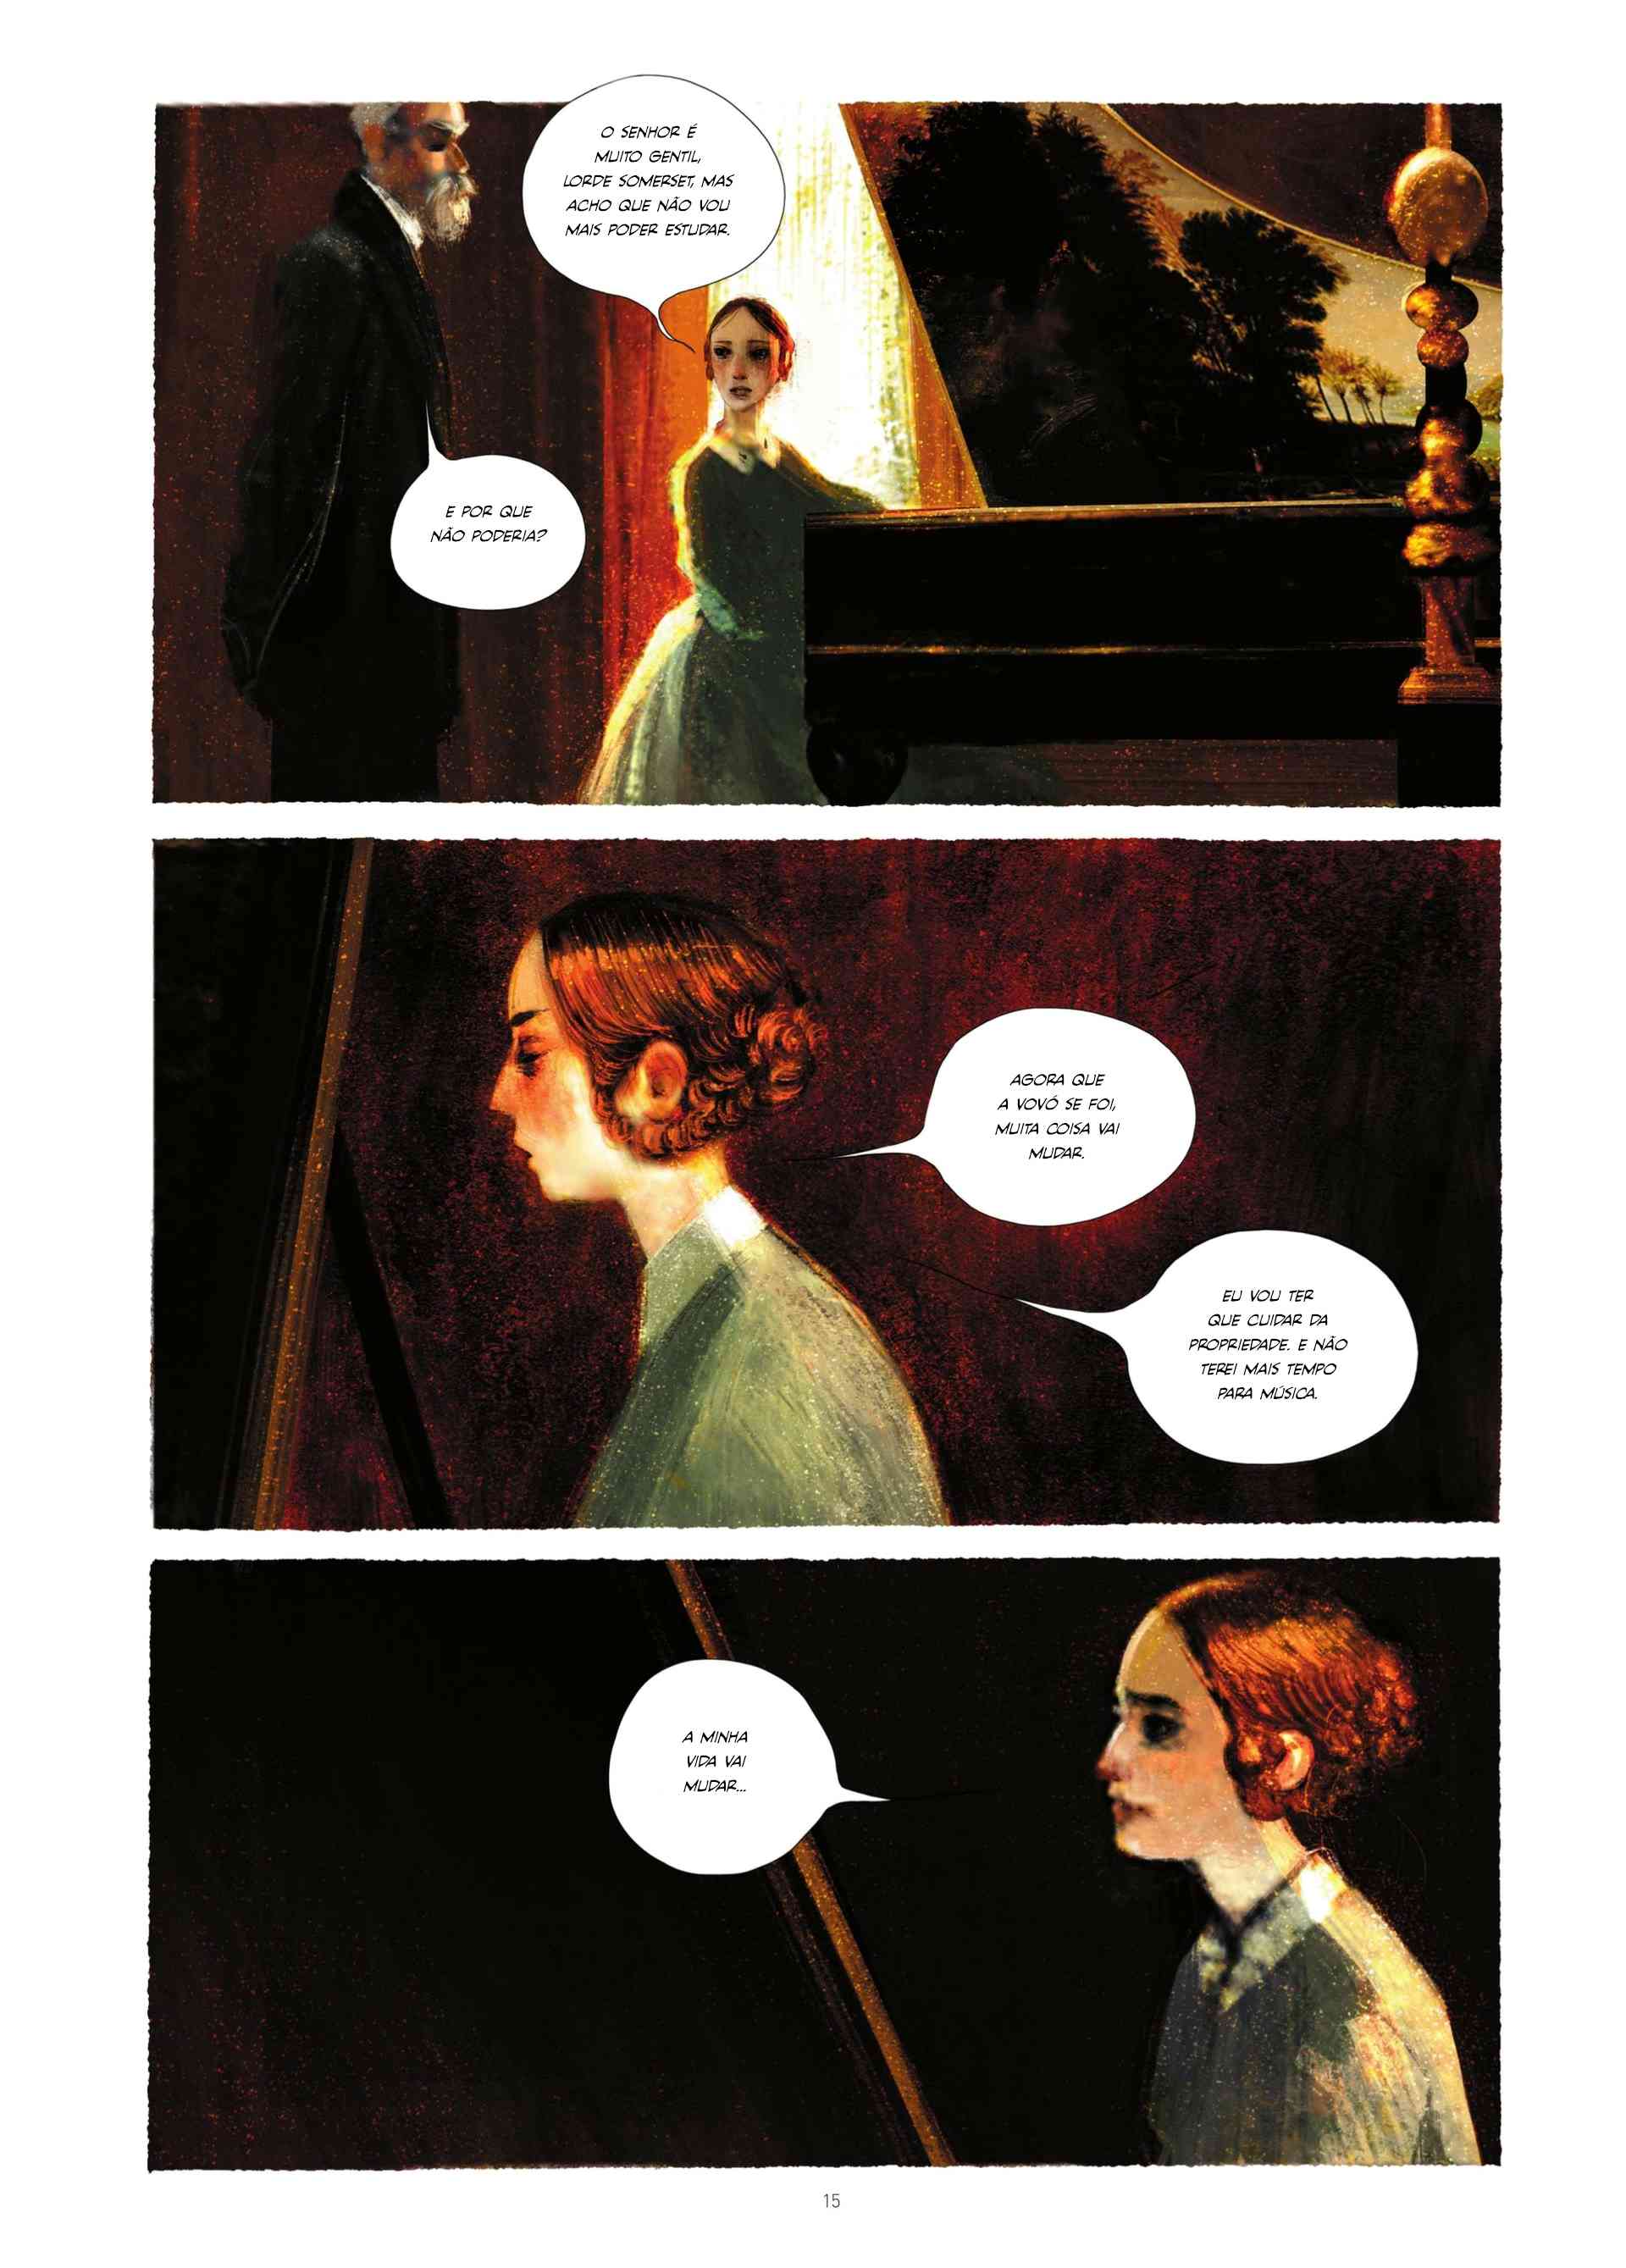 O SENHOR É
MUITO GENTIL,
LORDE SOMERSET, MAS
ACHO QUE NÃO VOU
MAIS PODER ESTUDAR.
E POR QUE
NÃO PODERIA?
AGORA QUE
A VOVÓ SE FOI,
MUITA COISA VAI
MUDAR.
EU VOU TER
QUE CUIDAR DA
PROPRIEDADE. E NÃO
TEREI MAIS TEMPO
PARA MÚSICA.
A MINHA
VIDA VAI
MUDAR...
15